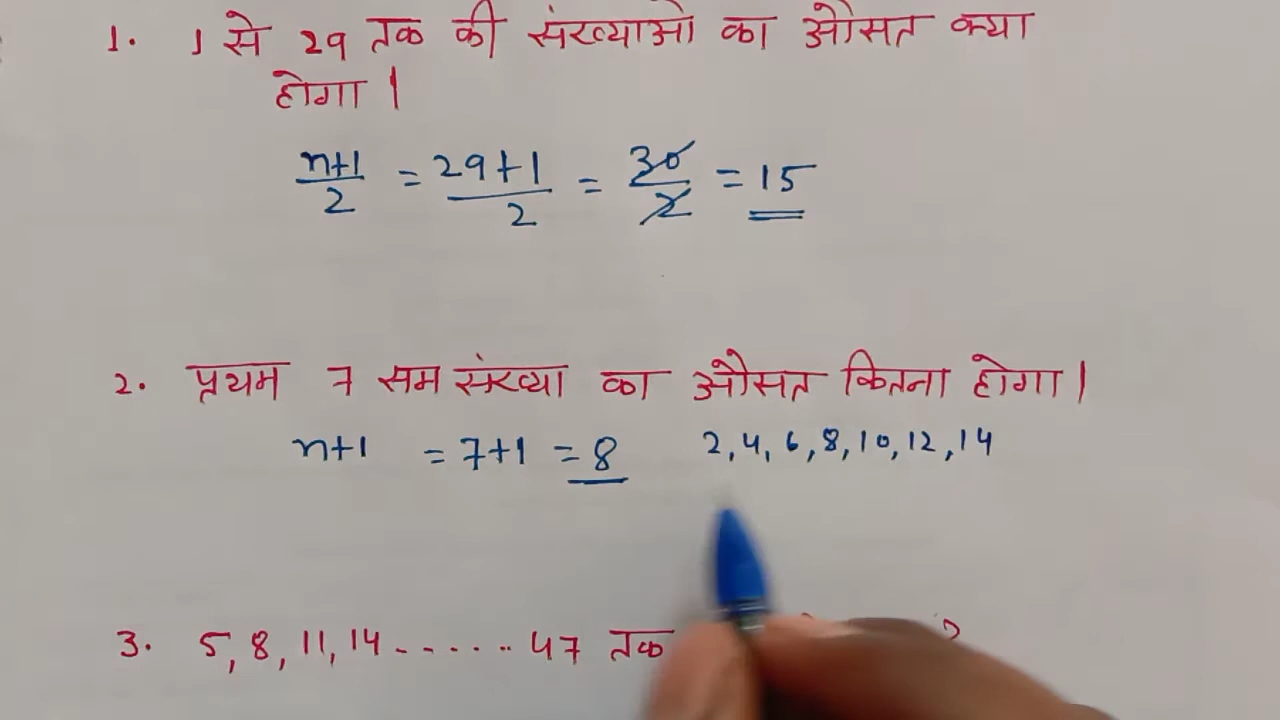 1. 1 से 29 तक की संख्याओ का औसत क्या
होगा।
n+1/2 = 29+1/2 = 30/2 = 15
2. प्रथम 7 सम संख्या का औसत कितना होगा।
n+1 = 7+1 = 8 2, 4, 6, 8, 10, 12, 14
3. 5, 8, 11, 14 ------ 47 तक ?